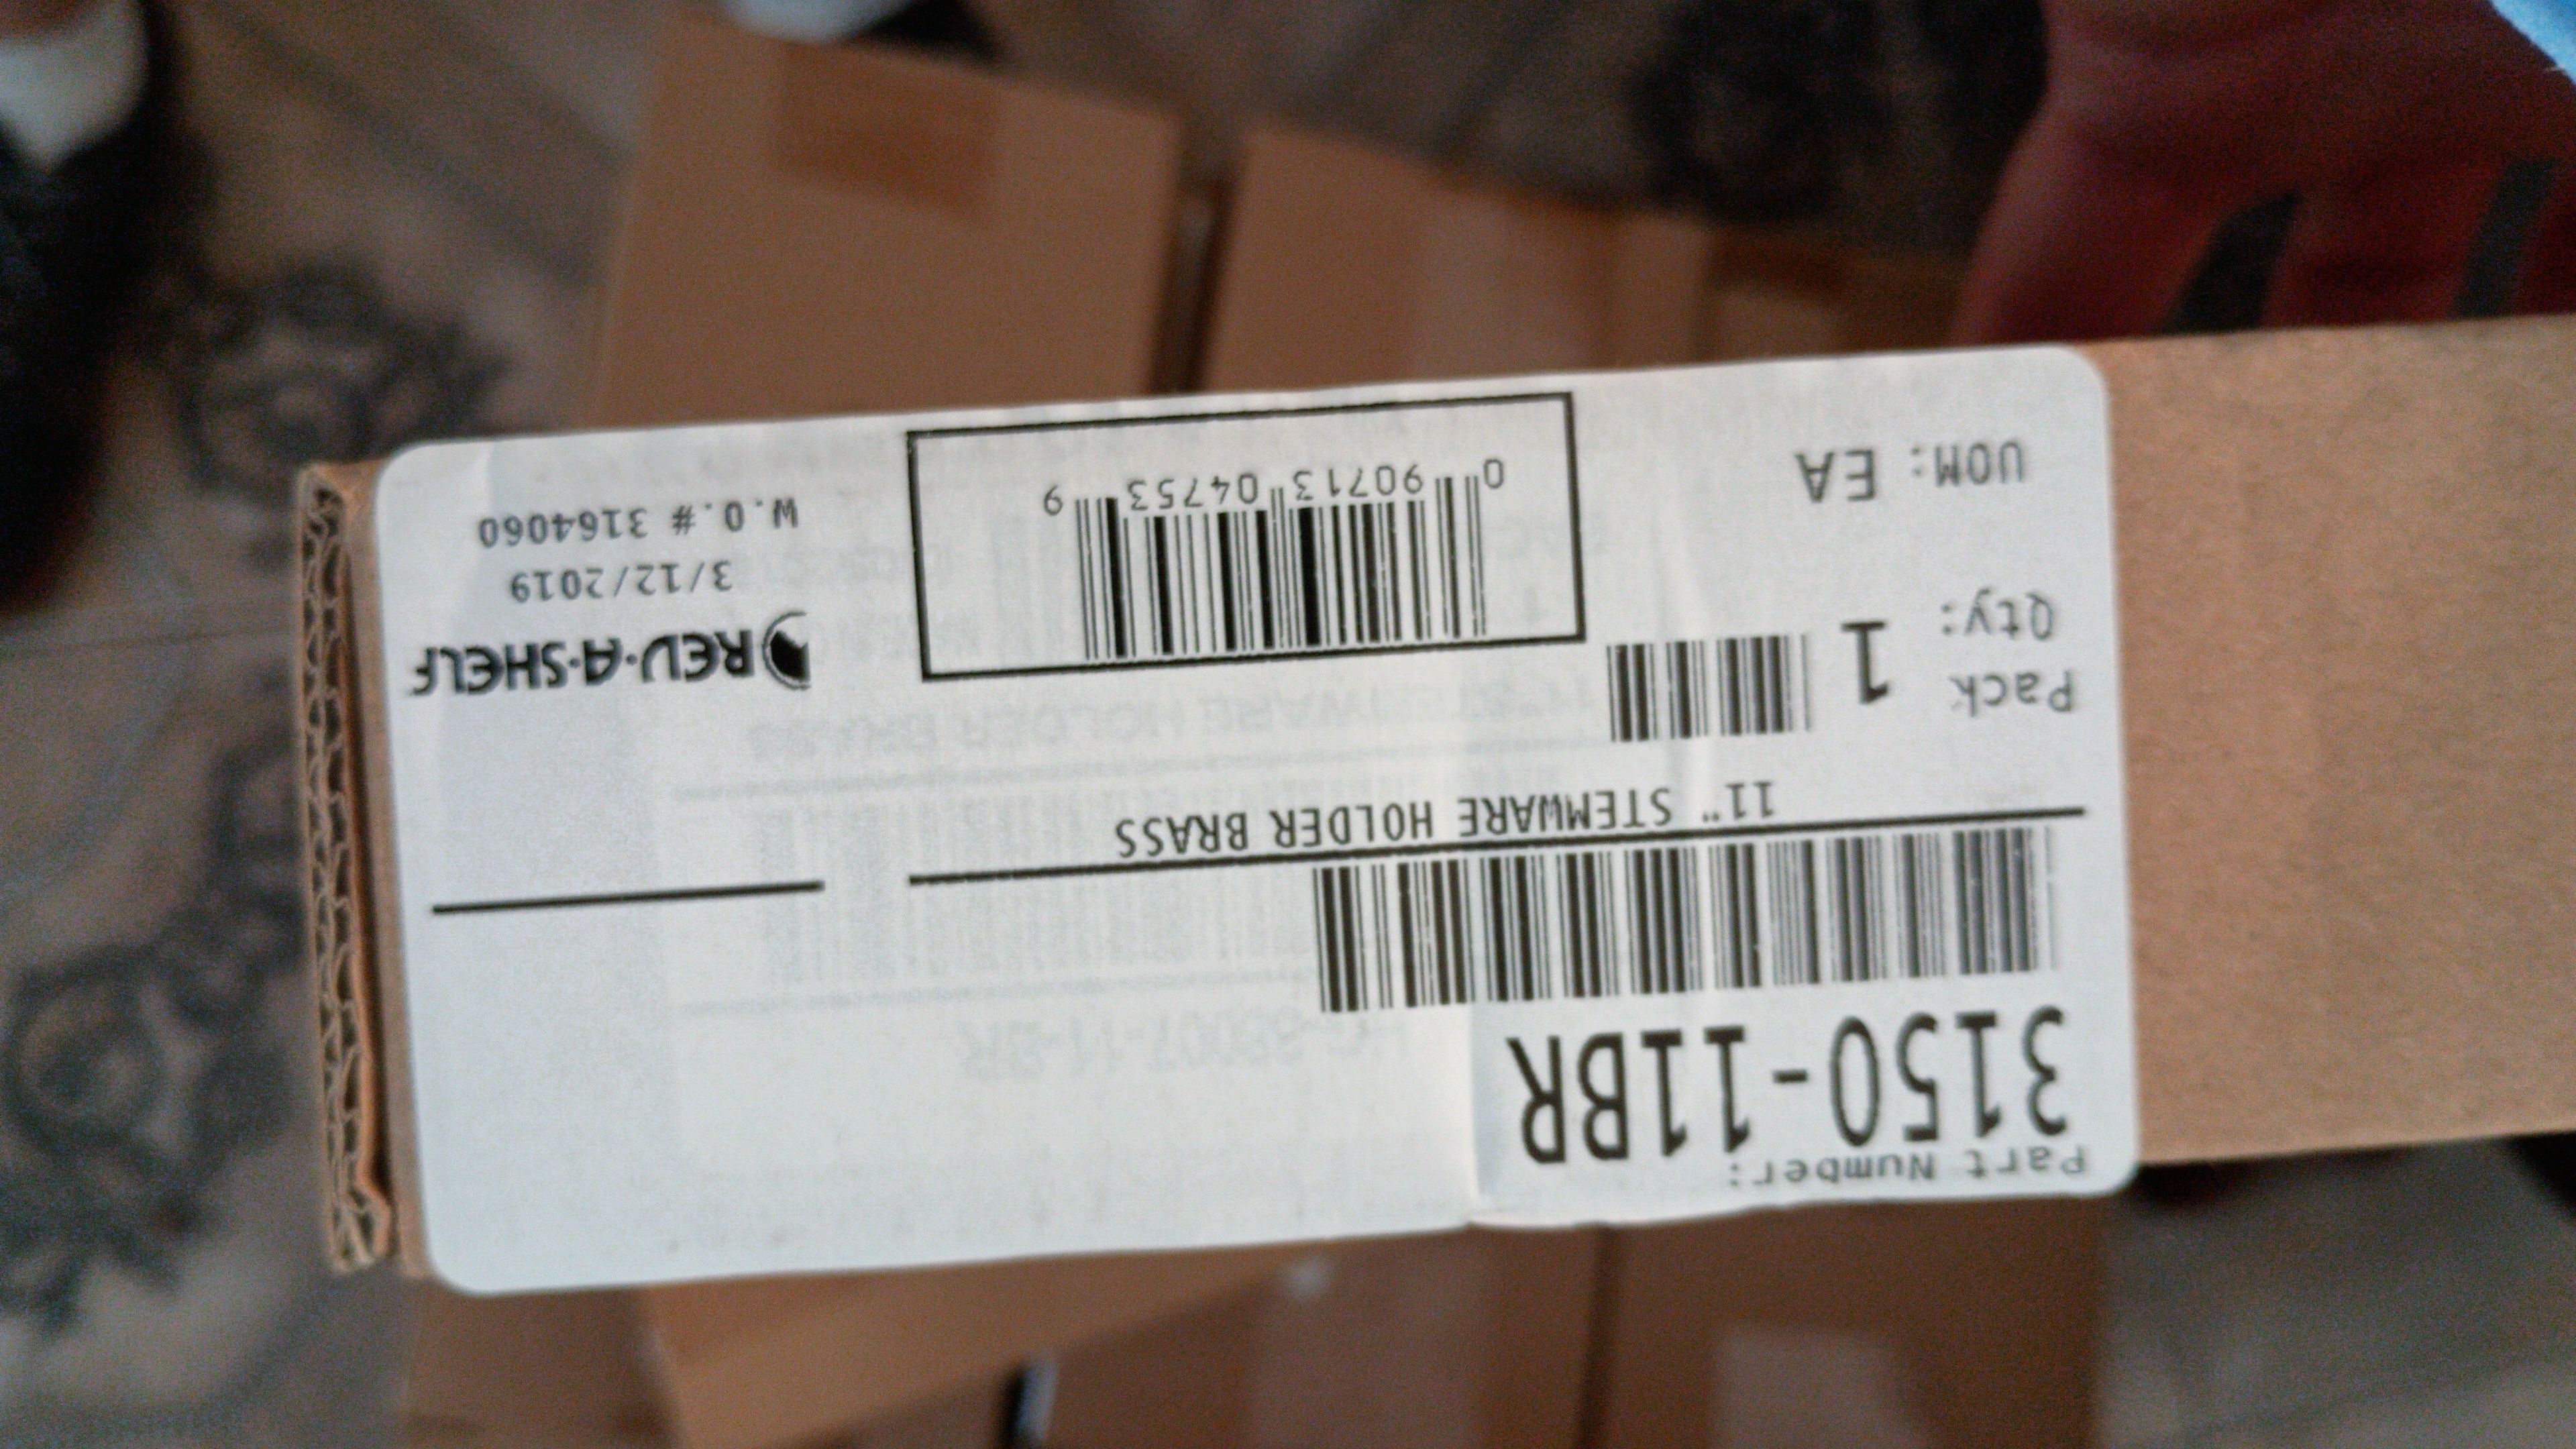 Part Number:
3150-11BR
11" STEMWARE HOLDER BRASS
Pack
Qty: 1
UOM: EA
0 90713 04753 9
REV-A-SHELF
3/12/2019
W.O.# 3164060